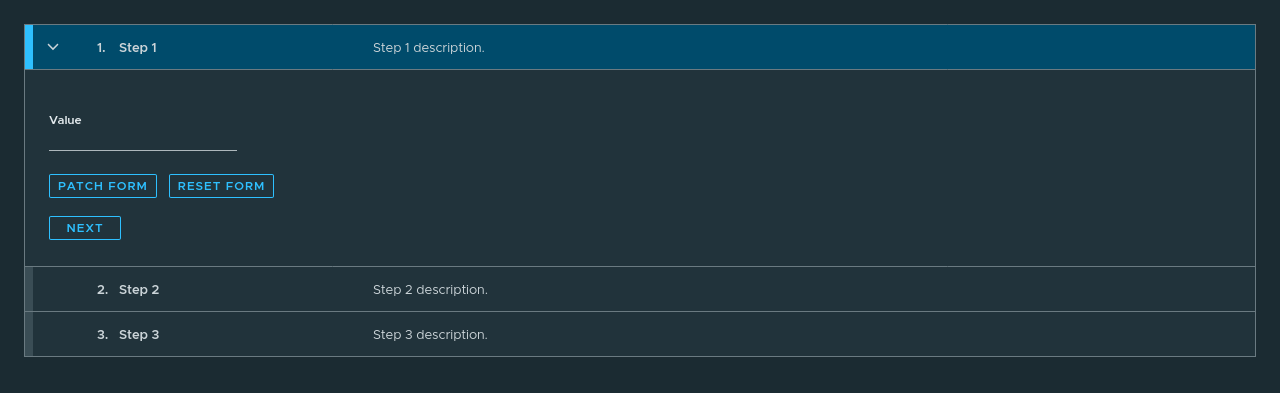 1. Step 1 Step 1 description.
Value
PATCH FORM RESET FORM
NEXT
2. Step 2 Step 2 description.
3. Step 3 Step 3 description.